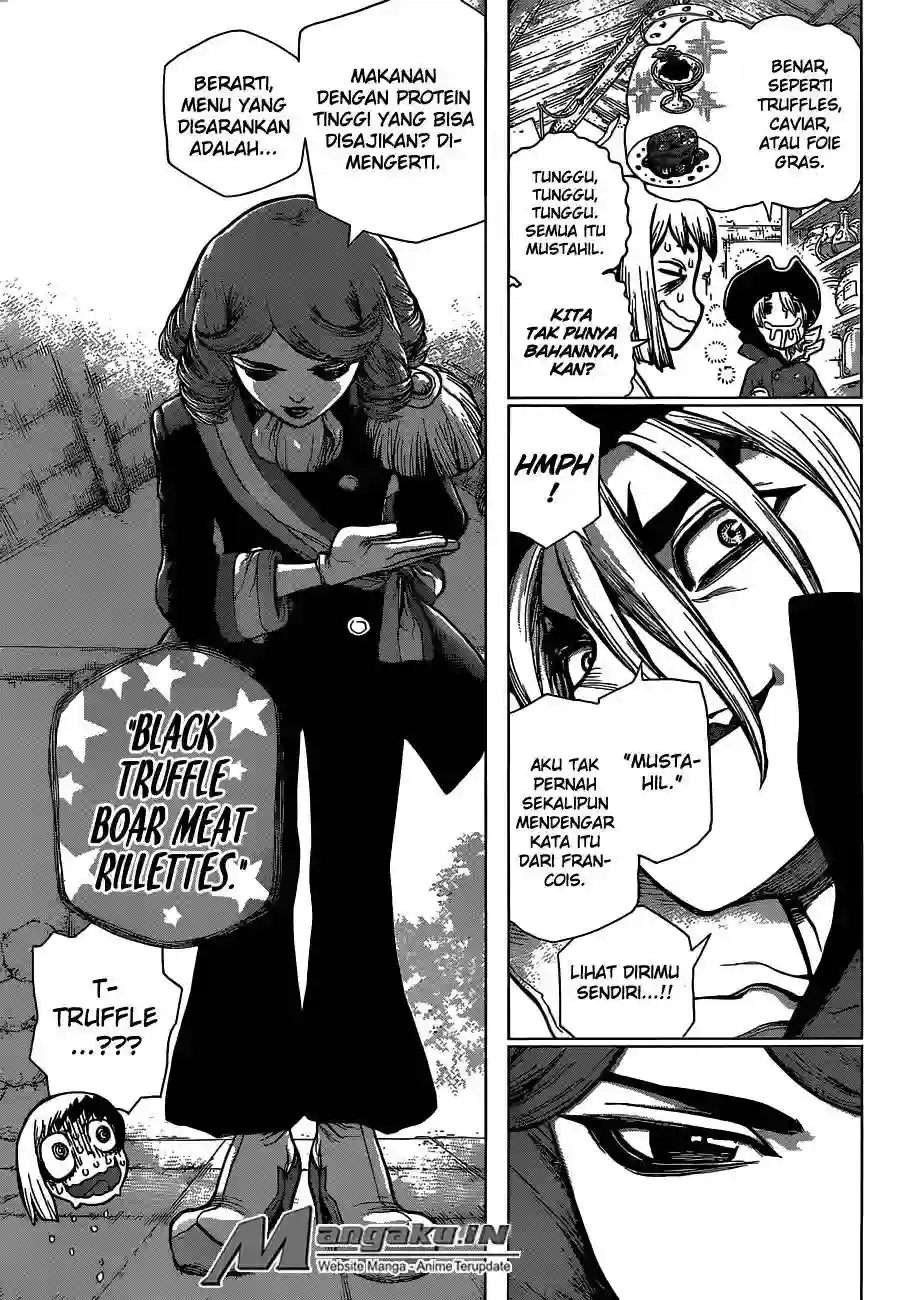 BENAR,
SEPERTI
TRUFFLES,
CAVIAR,
ATAU FOIE
GRAS.
TUNGGU,
TUNGGU,
TUNGGU.
SEMUA ITU
MUSTAHIL.
KITA
TAK PUNYA
BAHANNYA,
KAN?
HMPH
!
"MUSTA-
HIL."
AKU TAK
PERNAH
SEKALIPUN
MENDENGAR
KATA ITU
DARI FRAN-
COIS.
LIHAT DIRIMU
SENDIRI...!!
MAKANAN
DENGAN PROTEIN
TINGGI YANG BISA
DISAJIKAN? DI-
MENGERTI.
BERARTI,
MENU YANG
DISARANKAN
ADALAH...
"BLACK
TRUFFLE
BOAR MEAT
RILLETTES."
T-
TRUFFLE
...???
Mangaku.IN
Website Manga - Anime Terupdate